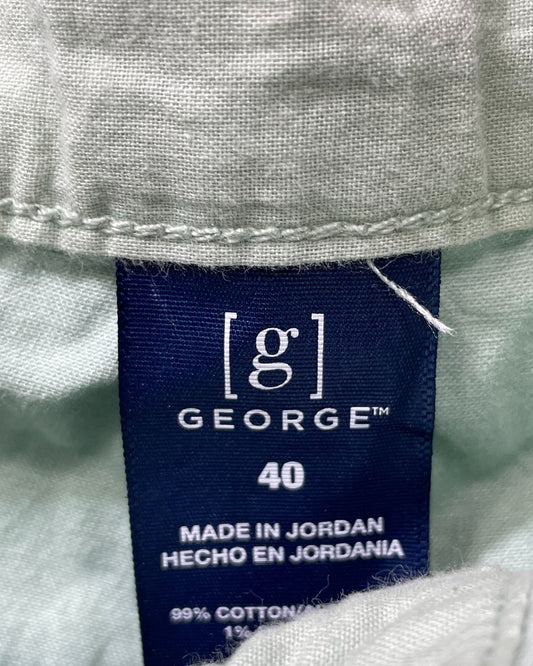 [g]
GEORGE™
40
MADE IN JORDAN
HECHO EN JORDANIA
99% COTTON/
1%